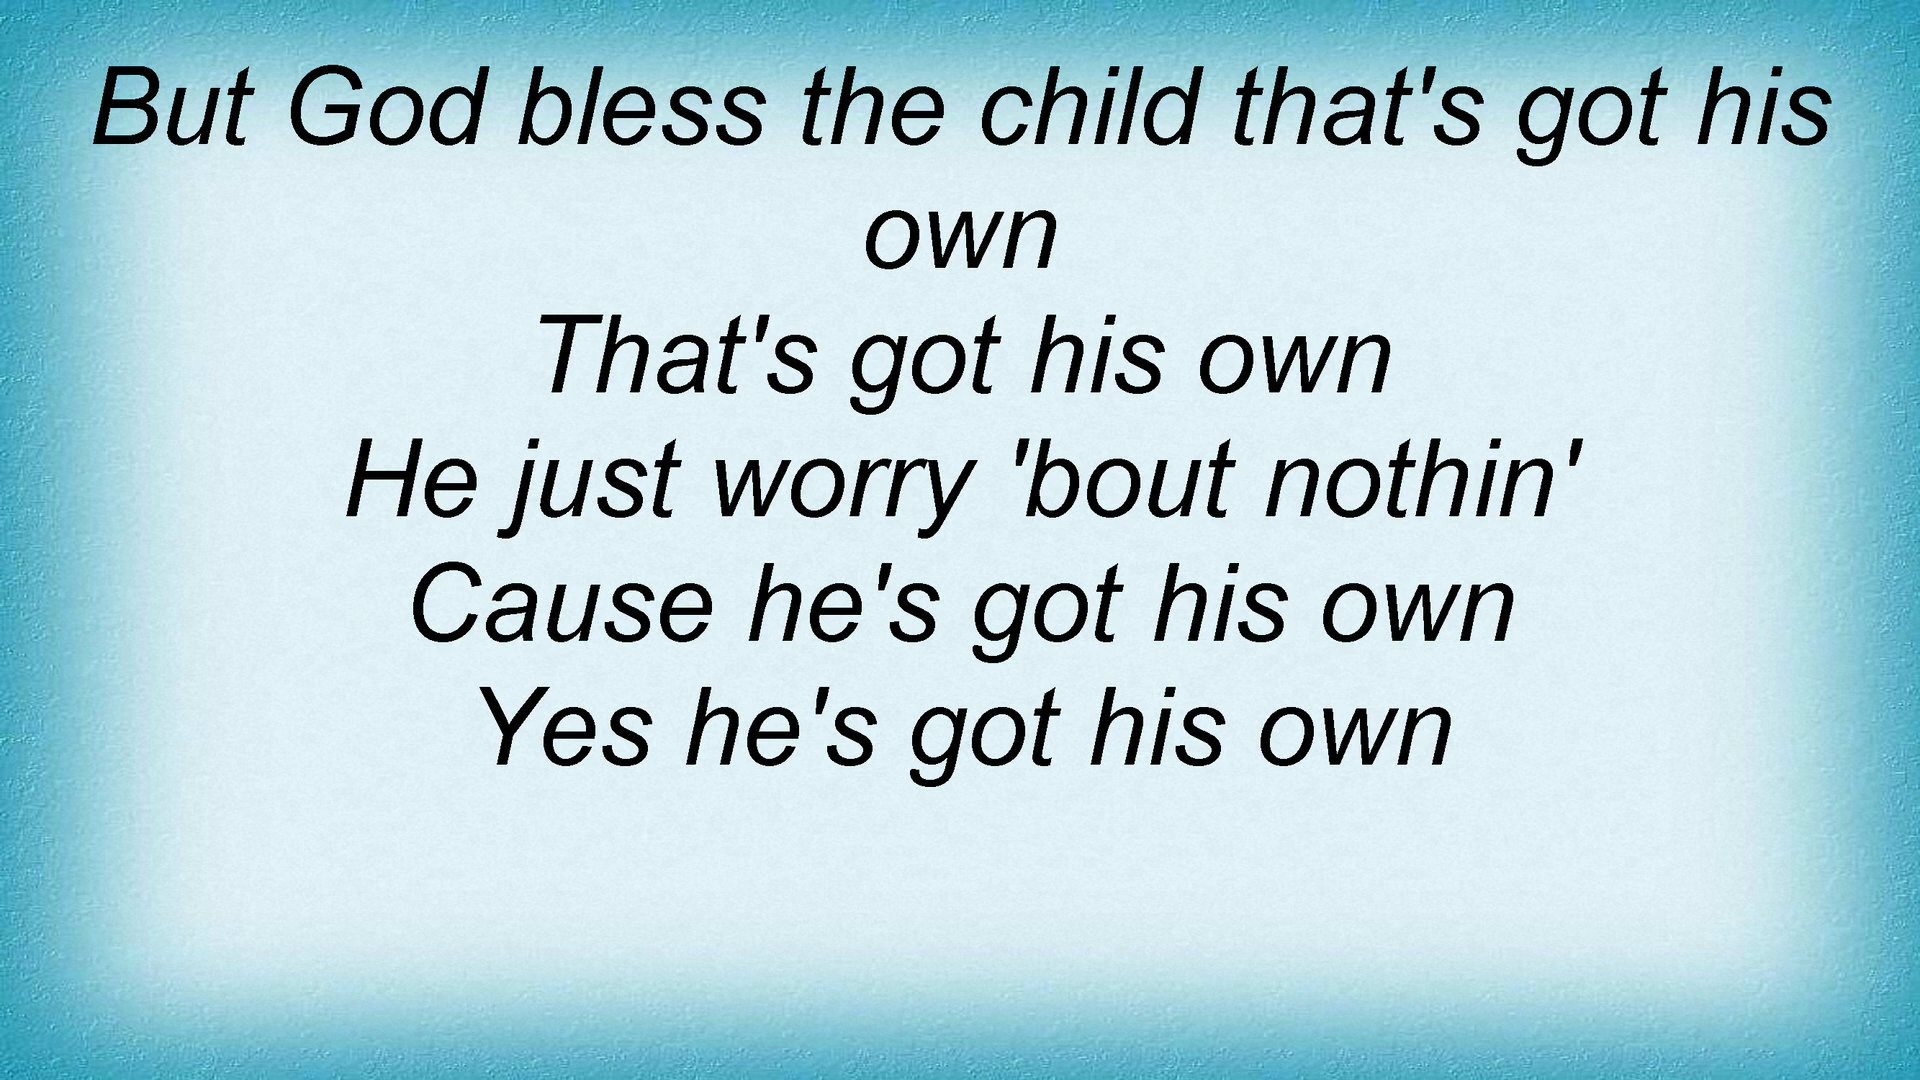 But God bless the child that's got his
own
That's got his own
He just worry 'bout nothin'
Cause he's got his own
Yes he's got his own